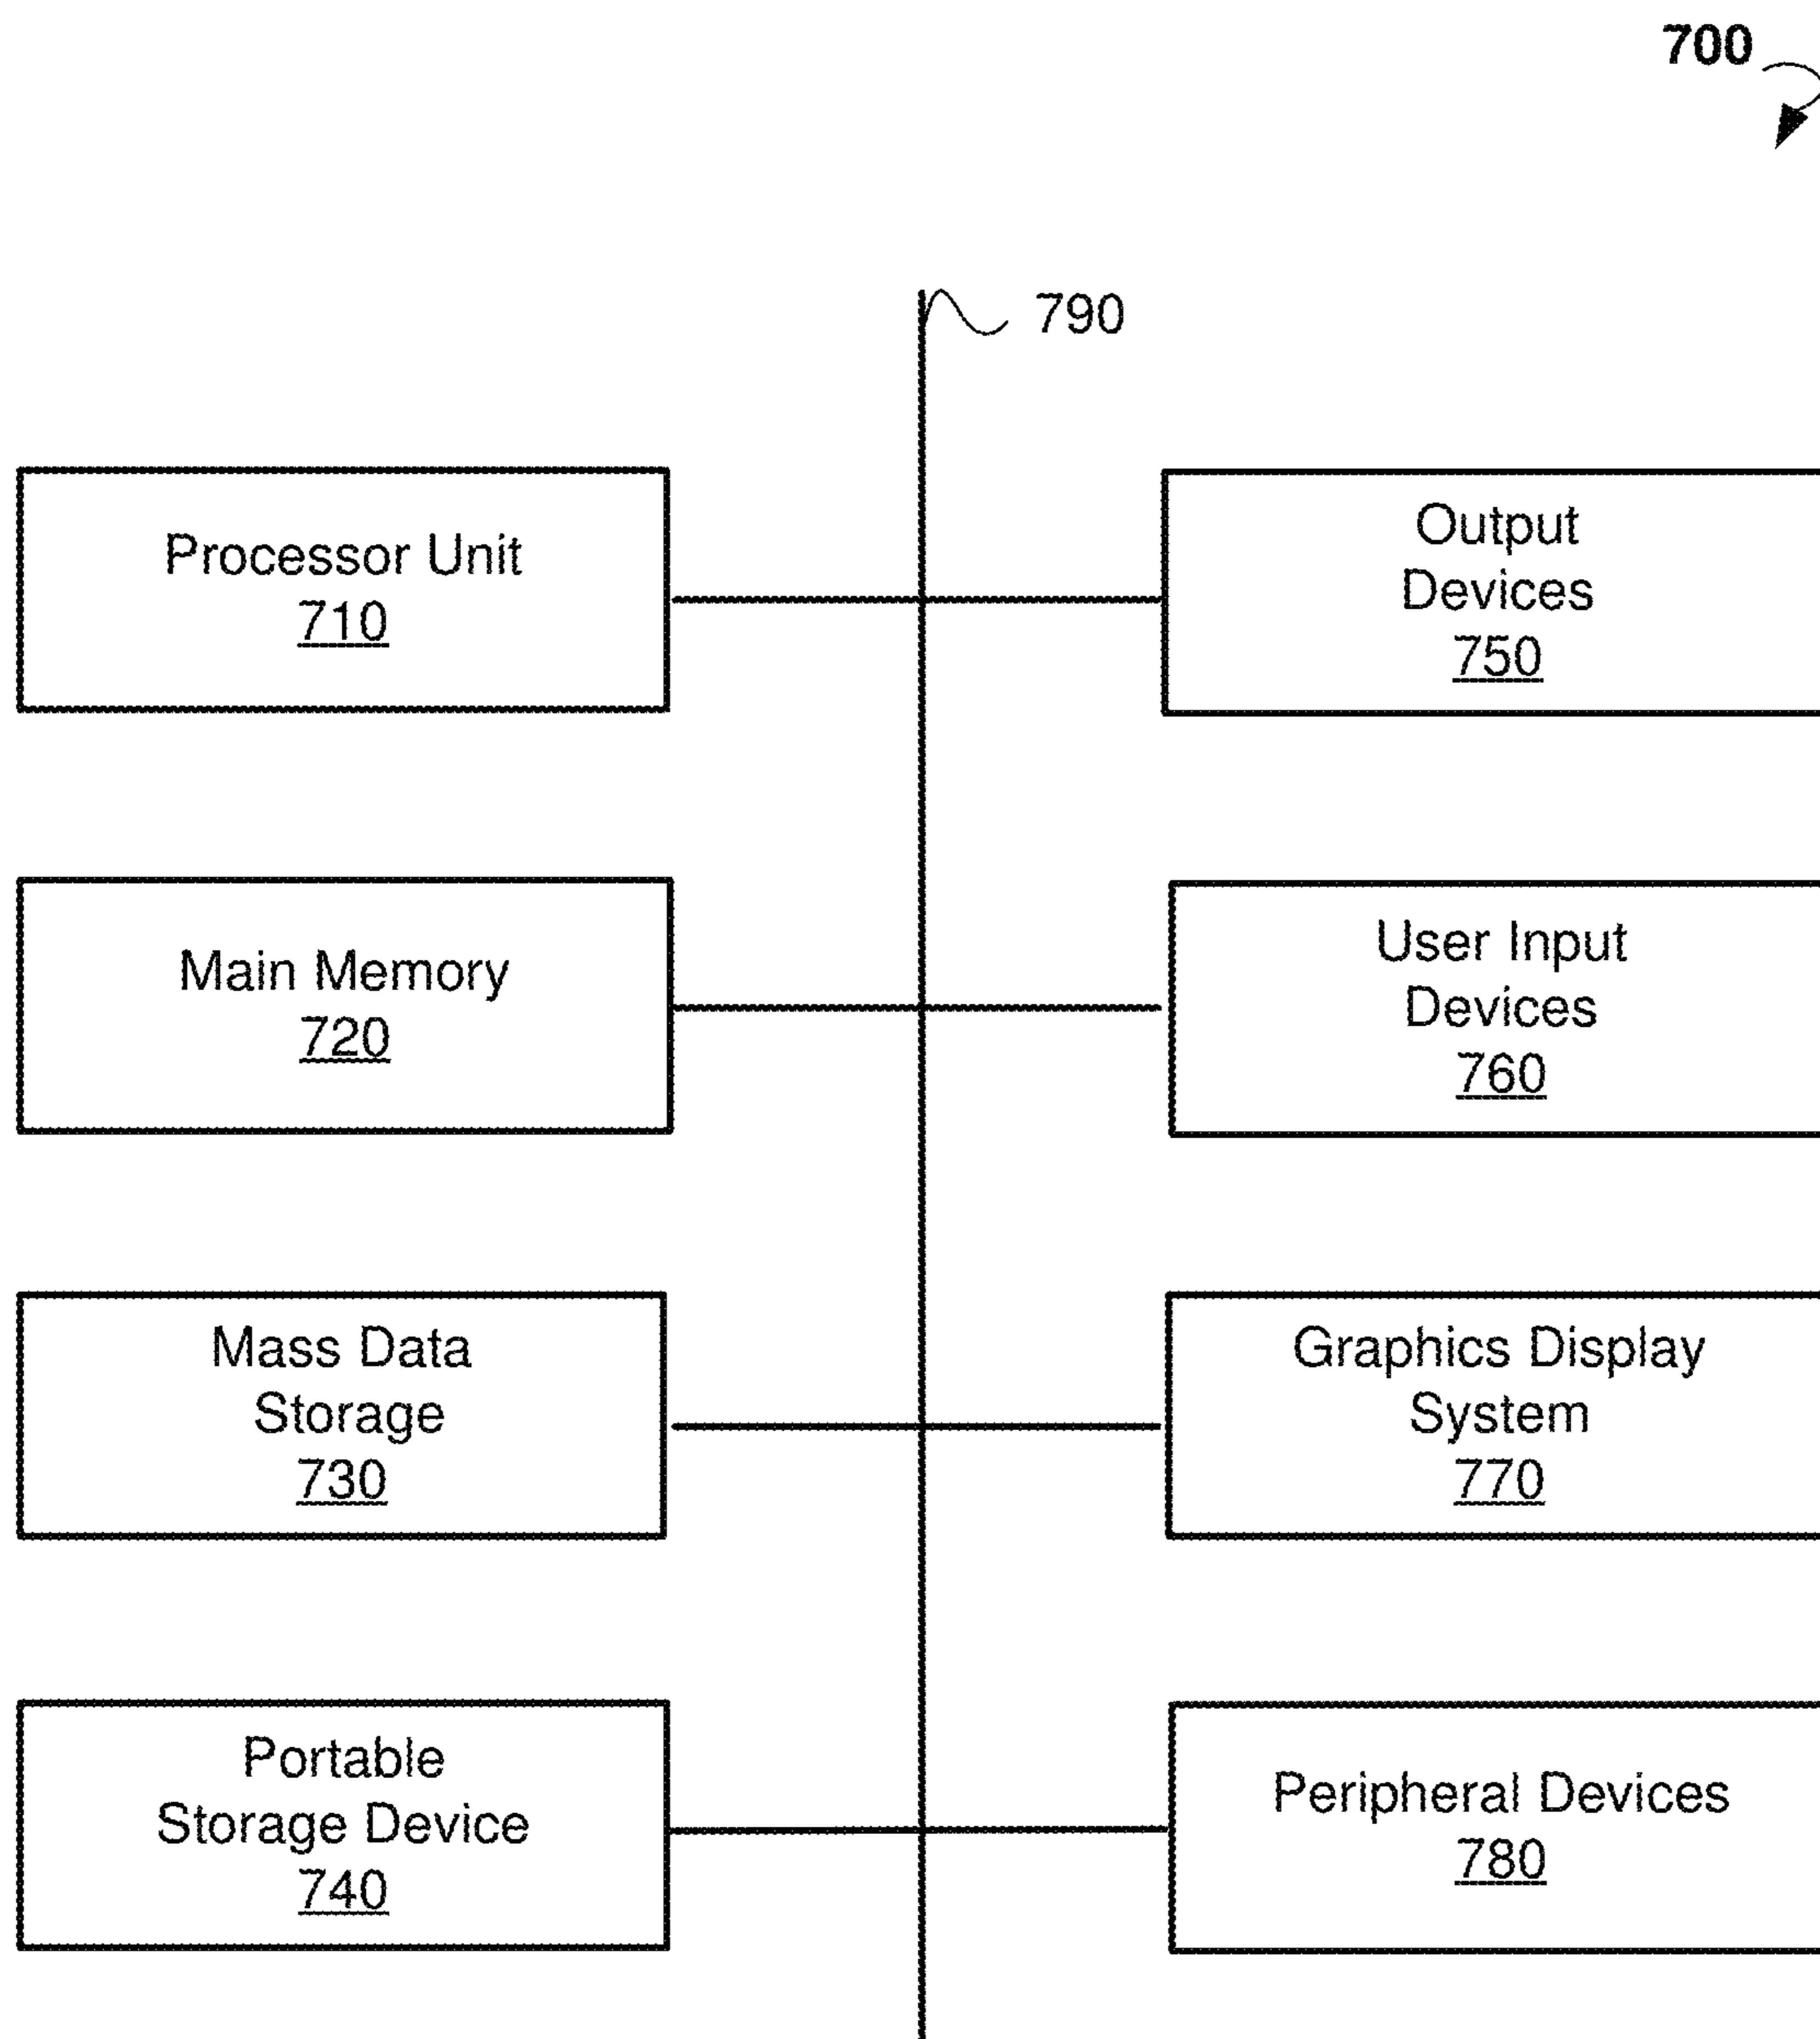 700
790
Processor Unit
710
Output
Devices
750
Main Memory
720
User Input
Devices
760
Mass Data
Storage
730
Graphics Display
System
770
Portable
Storage Device
740
Peripheral Devices
780